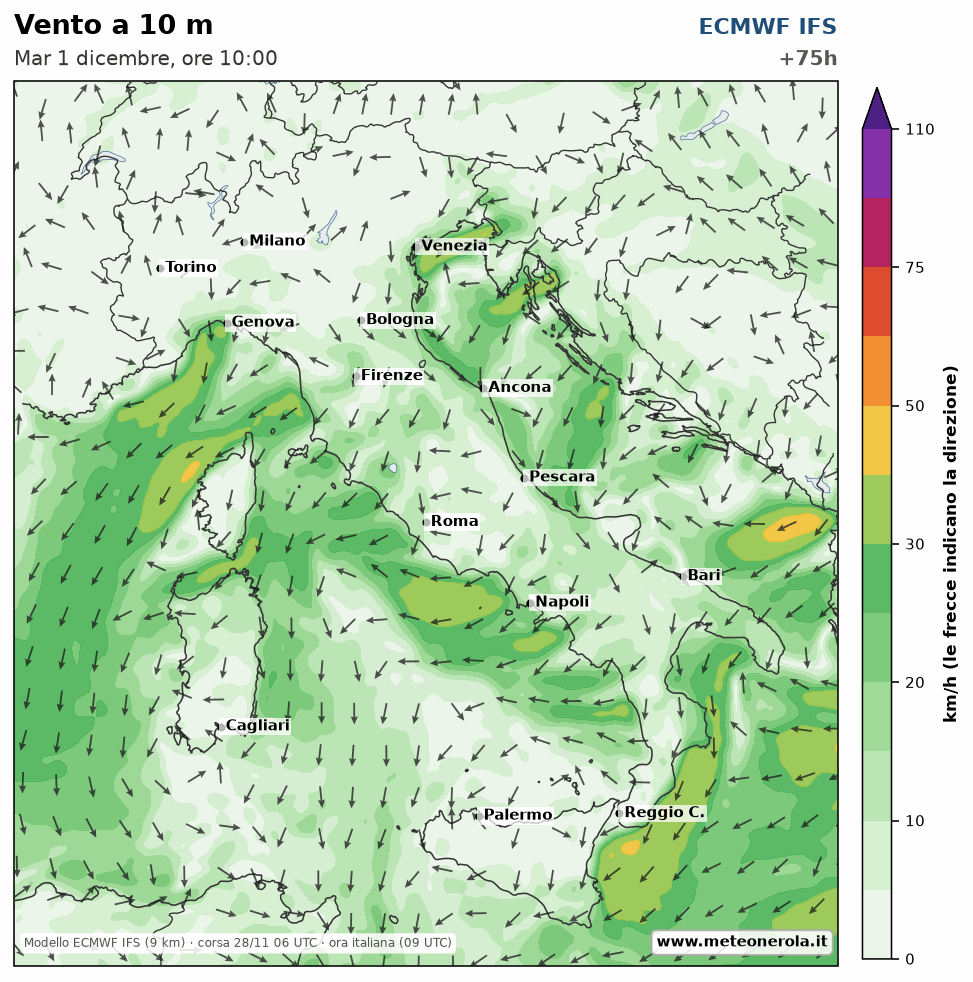 Vento a 10 m
ECMWF IFS
Mar 1 dicembre, ore 10:00
+75h
Milano
Venezia
Torino
Genova
Bologna
Firenze
Ancona
Pescara
Roma
Bari
Napoli
Cagliari
Palermo
Reggio C.
Modello ECMWF IFS (9 km) · corsa 28/11 06 UTC · ora italiana (09 UTC)
www.meteonerola.it
110
75
50
30
20
10
0
km/h (le frecce indicano la direzione)